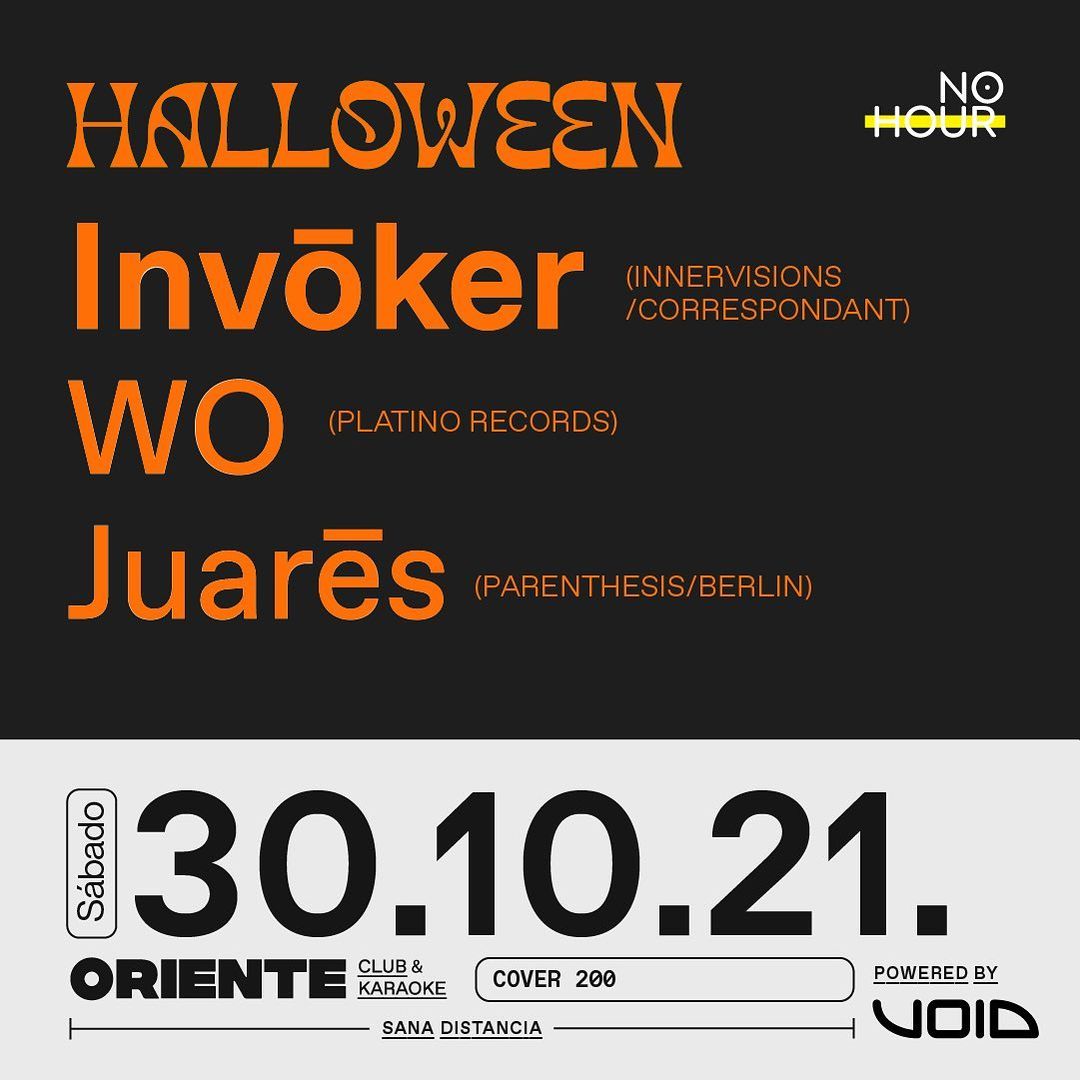 HALLOWEEN
NO
HOUR
Invōker
(INNERVISIONS
/CORRESPONDANT)
WO
(PLATINO RECORDS)
Juarēs
(PARENTHESIS/BERLIN)
Sábado
30.10.21.
ORIENTE
CLUB &
KARAOKE
COVER 200
POWERED BY
VOID
SANA DISTANCIA